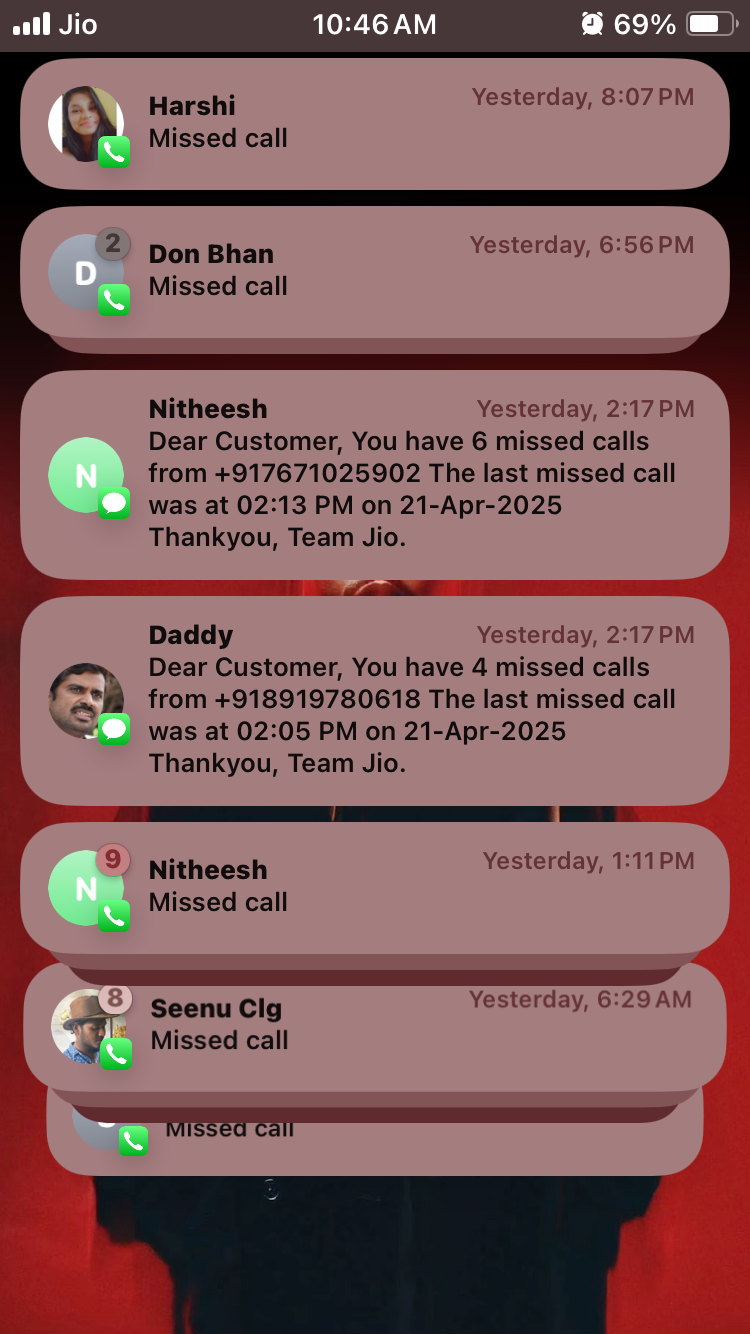 Jio 10:46 AM 69%
Harshi Yesterday, 8:07 PM
Missed call
2
D Don Bhan Yesterday, 6:56 PM
Missed call
Nitheesh Yesterday, 2:17 PM
N Dear Customer, You have 6 missed calls
from +917671025902 The last missed call
was at 02:13 PM on 21-Apr-2025
Thankyou, Team Jio.
Daddy Yesterday, 2:17 PM
Dear Customer, You have 4 missed calls
from +918919780618 The last missed call
was at 02:05 PM on 21-Apr-2025
Thankyou, Team Jio.
9
N Nitheesh Yesterday, 1:11 PM
Missed call
8
Seenu Clg Yesterday, 6:29 AM
Missed call
Missed call